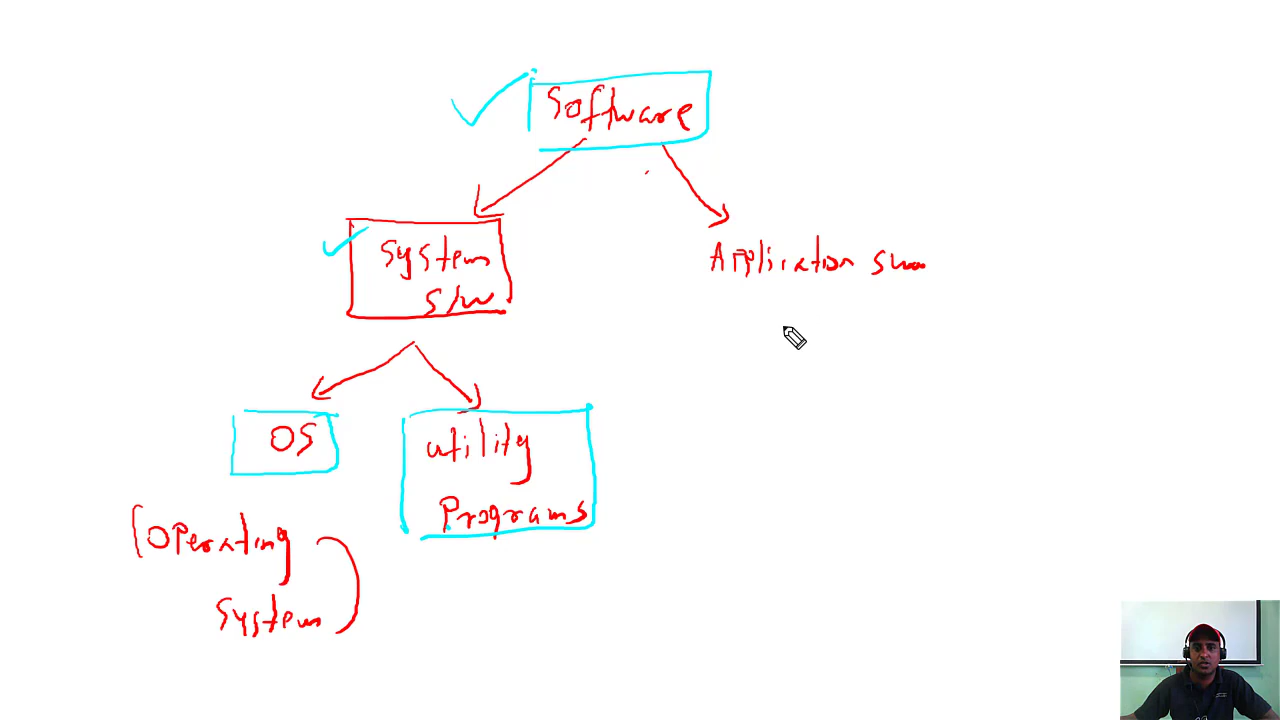 Software
System
S/W
Application
OS
utility
Programs
(Operating
System)